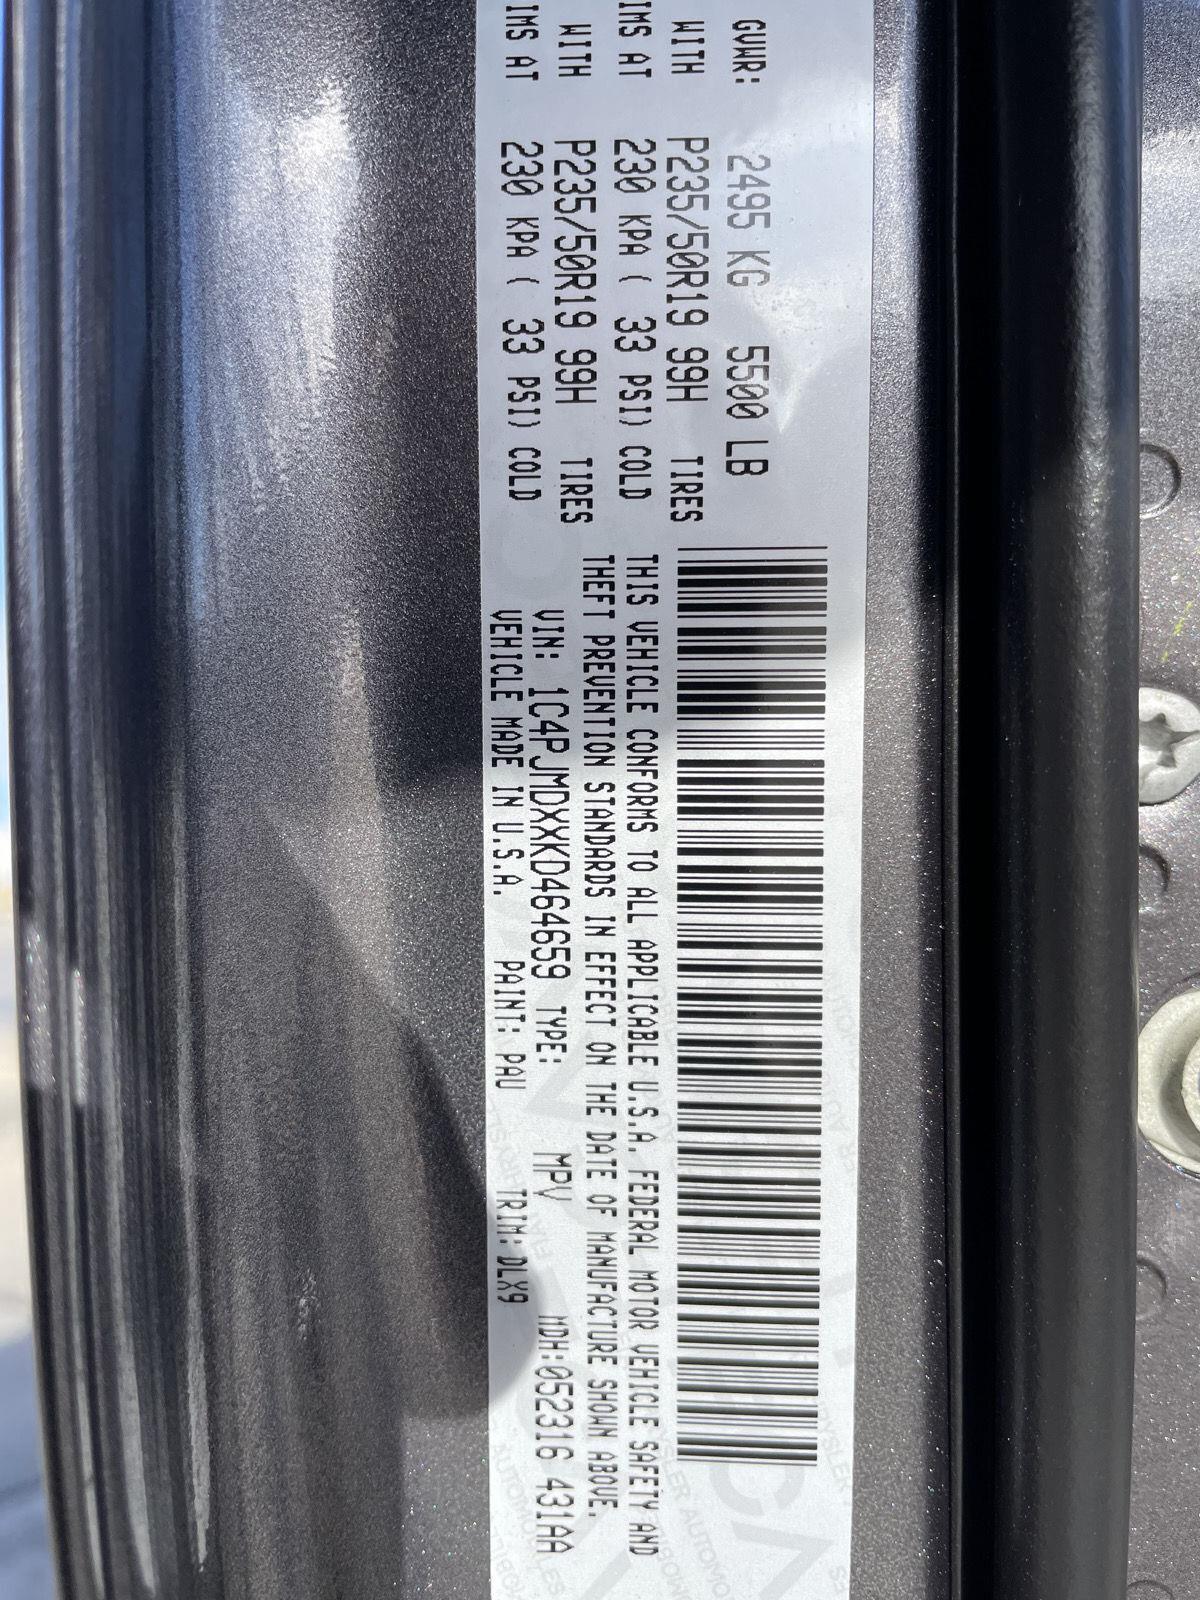 GVWR: 2495 KG 5500 LB
WITH P235/50R19 99H TIRES
IMS AT 230 KPA ( 33 PSI) COLD
WITH P235/50R19 99H TIRES
IMS AT 230 KPA ( 33 PSI) COLD
THIS VEHICLE CONFORMS TO ALL APPLICABLE U.S.A. FEDERAL MOTOR VEHICLE SAFETY AND
THEFT PREVENTION STANDARDS IN EFFECT ON THE DATE OF MANUFACTURE SHOWN ABOVE.
VIN: 1C4PJMDXXKD464659 TYPE: MPV MDH:052316 431AA
VEHICLE MADE IN U.S.A. PAINT: PAU TRIM: DLX9